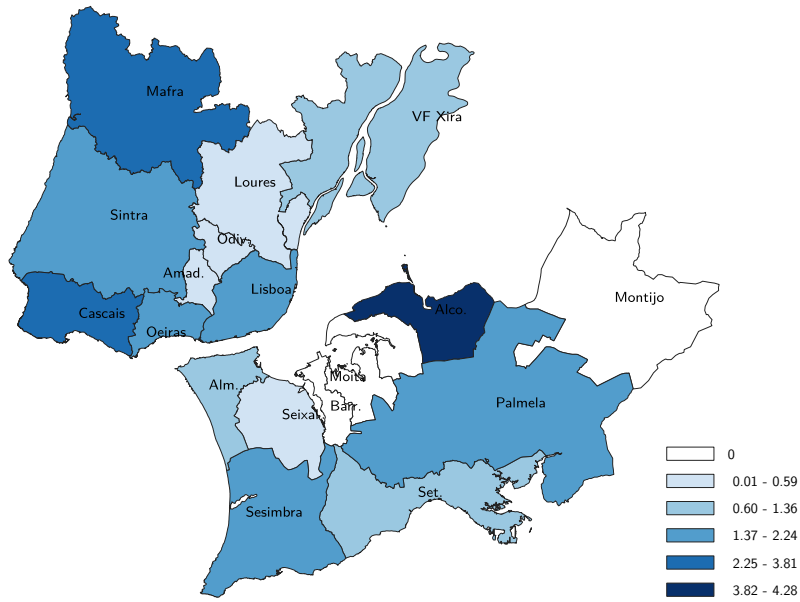 Mafra
VF Xira
Loures
Sintra
Odiv.
Amad.
Lisboa
Montijo
Cascais
Alco.
Oeiras
Moita
Alm.
Palmela
Barr.
Seixal
Set.
Sesimbra
0
0.01 - 0.59
0.60 - 1.36
1.37 - 2.24
2.25 - 3.81
3.82 - 4.28